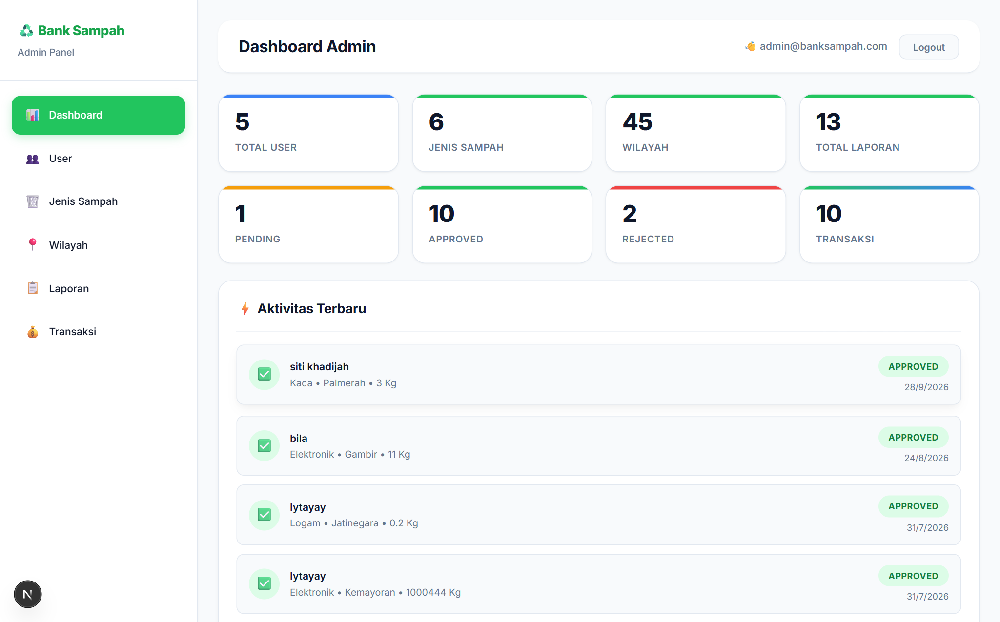 Bank Sampah
Admin Panel
Dashboard
User
Jenis Sampah
Wilayah
Laporan
Transaksi
N
Dashboard Admin
admin@banksampah.com
Logout
5
TOTAL USER
6
JENIS SAMPAH
45
WILAYAH
13
TOTAL LAPORAN
1
PENDING
10
APPROVED
2
REJECTED
10
TRANSAKSI
Aktivitas Terbaru
siti khadijah
Kaca • Palmerah • 3 Kg
APPROVED
28/9/2026
bila
Elektronik • Gambir • 11 Kg
APPROVED
24/8/2026
lytayay
Logam • Jatinegara • 0.2 Kg
APPROVED
31/7/2026
lytayay
Elektronik • Kemayoran • 1000444 Kg
APPROVED
31/7/2026